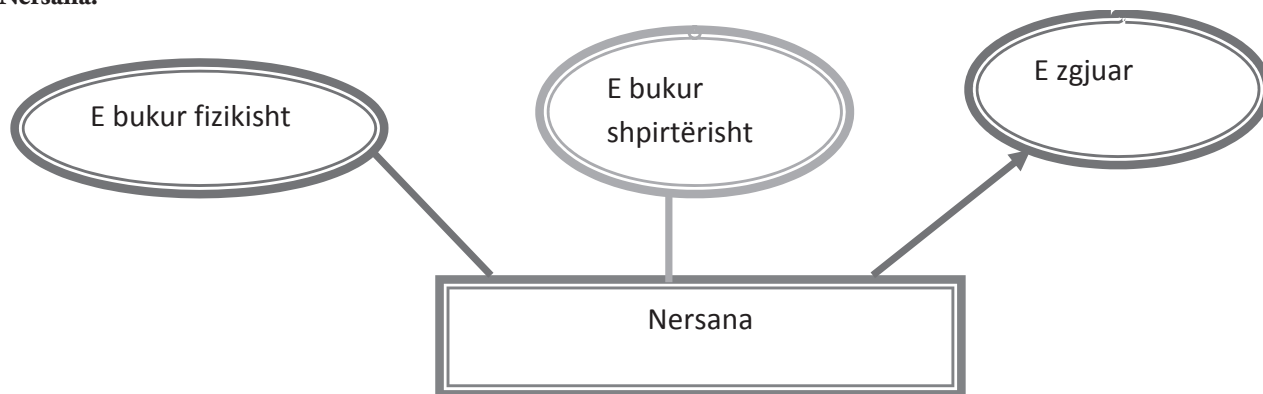 Nersana.
E bukur fizikisht
E bukur
shpirtërisht
E zgjuar
Nersana